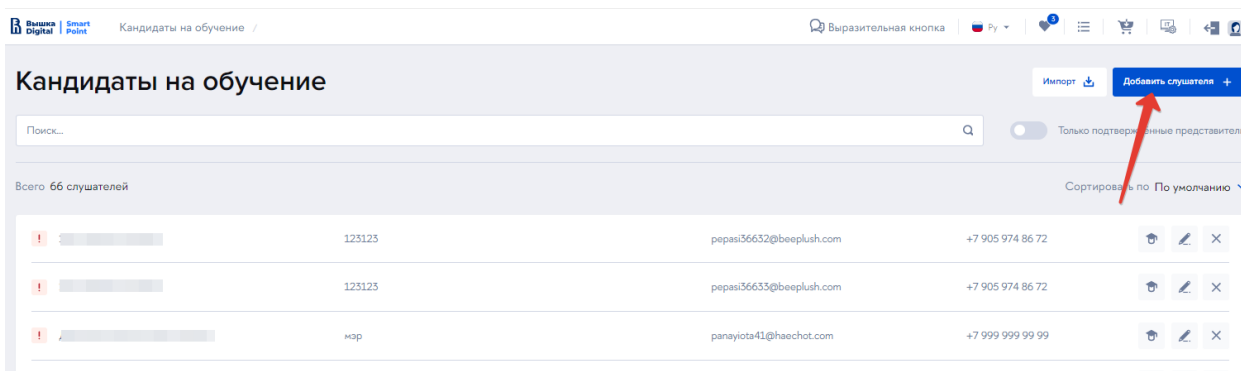 Вышка Digital | Smart Point Кандидаты на обучение / Выразительная кнопка Ру 3
Кандидаты на обучение Импорт Добавить слушателя +
Поиск... Только подтвержденные представител
Всего 66 слушателей Сортировать по По умолчанию
! 123123 pepasi36632@beeplush.com +7 905 974 86 72
! 123123 pepasi36633@beeplush.com +7 905 974 86 72
! мэр panayiota41@haechot.com +7 999 999 99 99